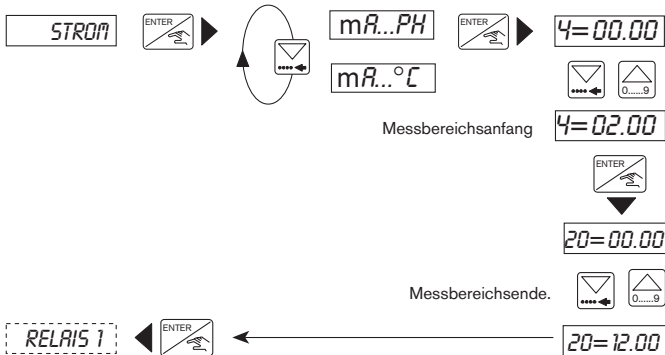 STROM ENTER mA...PH ENTER 4=00.00
mA...°C 0......9
Messbereichsanfang 4=02.00
ENTER
20=00.00
Messbereichsende. 0......9
RELAIS 1 ENTER 20=12.00